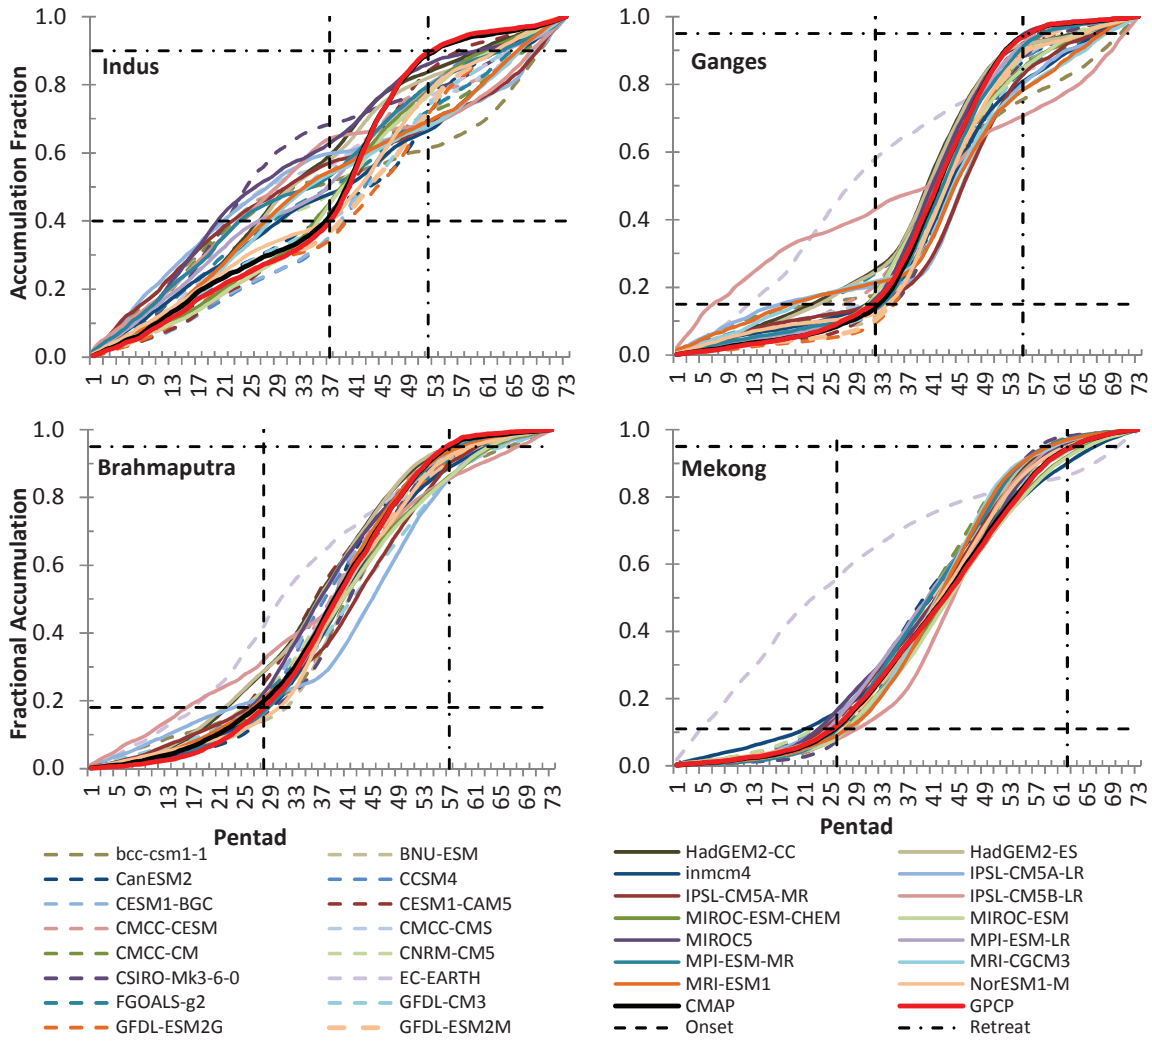 1.0
0.8
0.6
0.4
0.2
0.0
Accumulation Fraction
Indus
1 5 9 13 17 21 25 29 33 37 41 45 49 53 57 61 65 69 73
1.0
0.8
0.6
0.4
0.2
0.0
Ganges
1 5 9 13 17 21 25 29 33 37 41 45 49 53 57 61 65 69 73
1.0
0.8
0.6
0.4
0.2
0.0
Fractional Accumulation
Brahmaputra
1 5 9 13 17 21 25 29 33 37 41 45 49 53 57 61 65 69 73
Pentad
1.0
0.8
0.6
0.4
0.2
0.0
Mekong
1 5 9 13 17 21 25 29 33 37 41 45 49 53 57 61 65 69 73
Pentad
bcc-csm1-1
BNU-ESM
CanESM2
CCSM4
CESM1-BGC
CESM1-CAM5
CMCC-CESM
CMCC-CMS
CMCC-CM
CNRM-CM5
CSIRO-Mk3-6-0
EC-EARTH
FGOALS-g2
GFDL-CM3
GFDL-ESM2G
GFDL-ESM2M
HadGEM2-CC
HadGEM2-ES
inmcm4
IPSL-CM5A-LR
IPSL-CM5A-MR
IPSL-CM5B-LR
MIROC-ESM-CHEM
MIROC-ESM
MIROC5
MPI-ESM-LR
MPI-ESM-MR
MRI-CGCM3
MRI-ESM1
NorESM1-M
CMAP
GPCP
Onset
Retreat